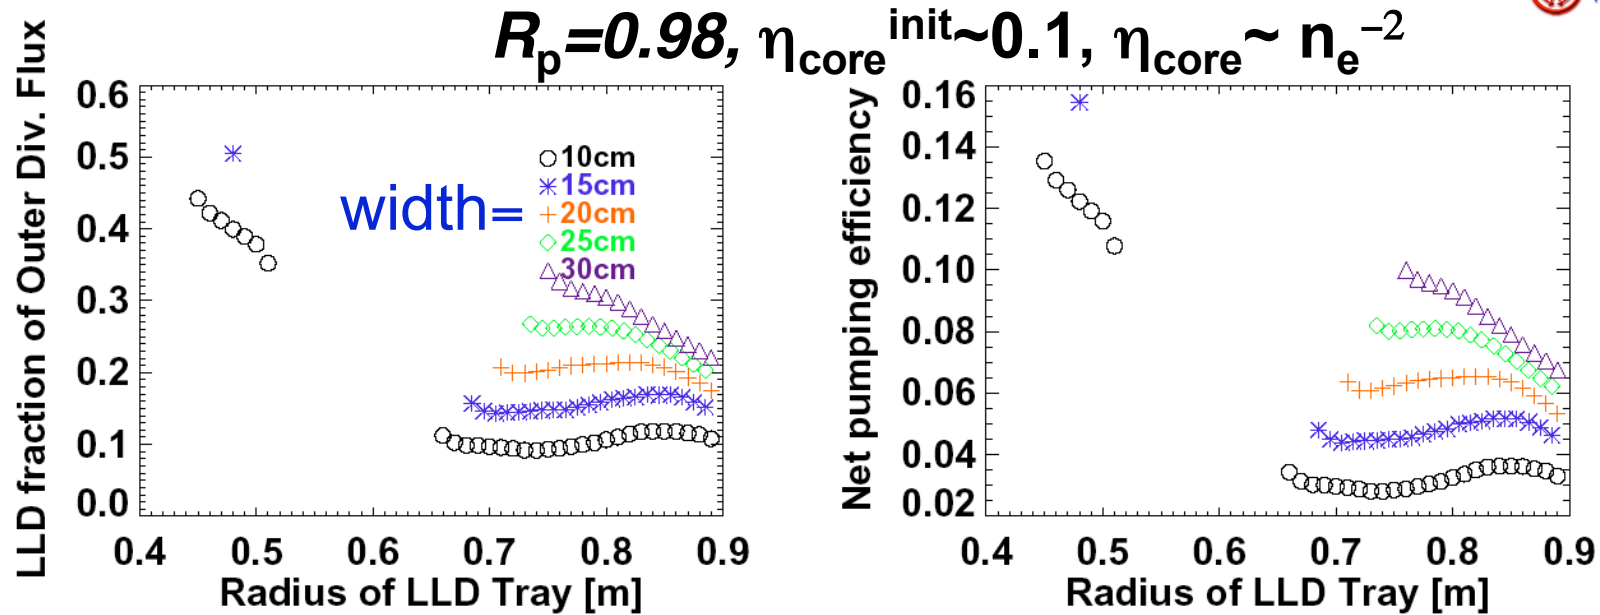 Rp=0.98, ηcore^init~0.1, ηcore~ ne^−2
LLD fraction of Outer Div. Flux
0.6
0.5
0.4
0.3
0.2
0.1
0.0
width=
10cm
15cm
20cm
25cm
30cm
0.4 0.5 0.6 0.7 0.8 0.9
Radius of LLD Tray [m]
Net pumping efficiency
0.16
0.14
0.12
0.10
0.08
0.06
0.04
0.02
0.4 0.5 0.6 0.7 0.8 0.9
Radius of LLD Tray [m]